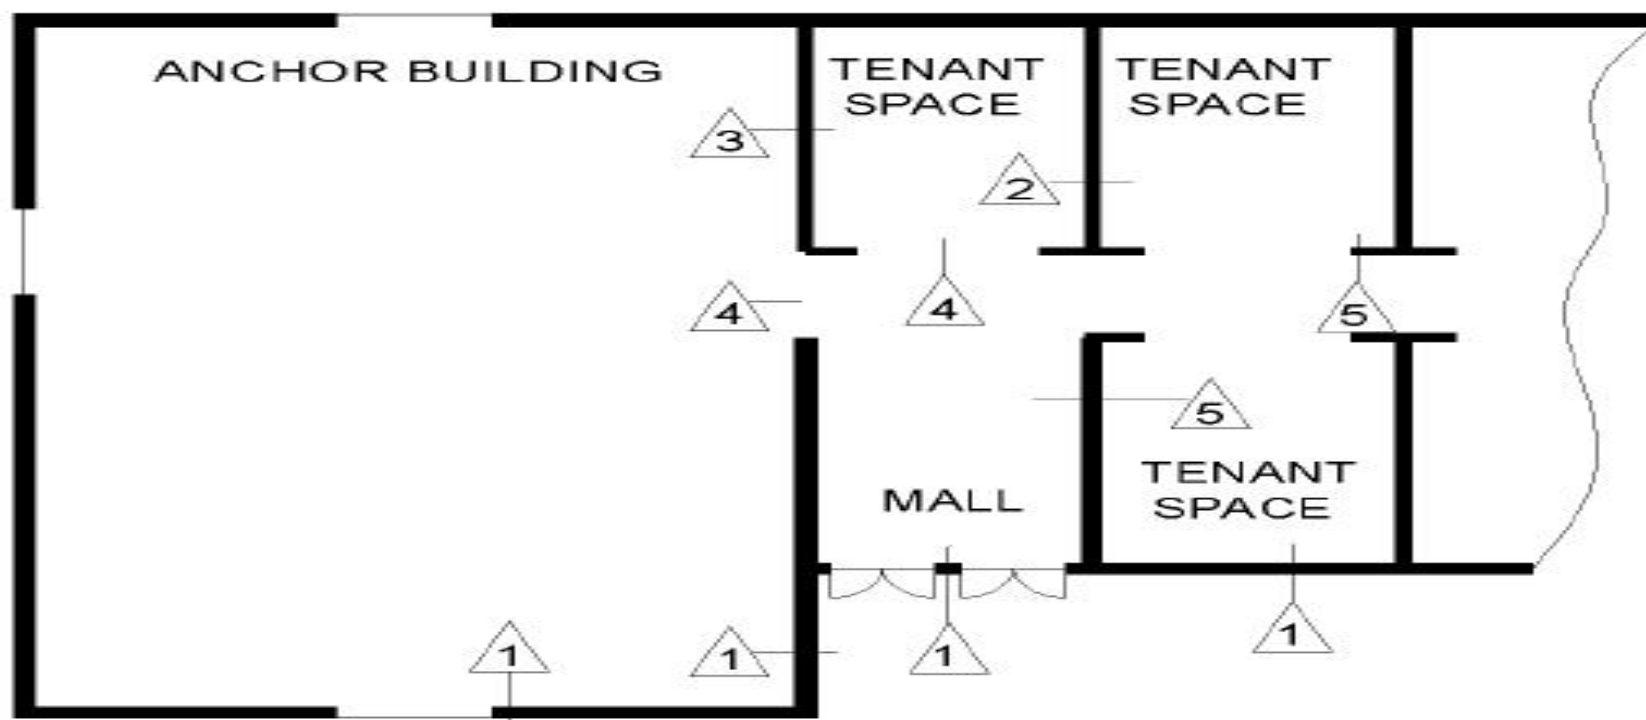 ANCHOR BUILDING
TENANT
SPACE
TENANT
SPACE
3
2
4
4
5
5
TENANT
SPACE
MALL
1
1
1
1